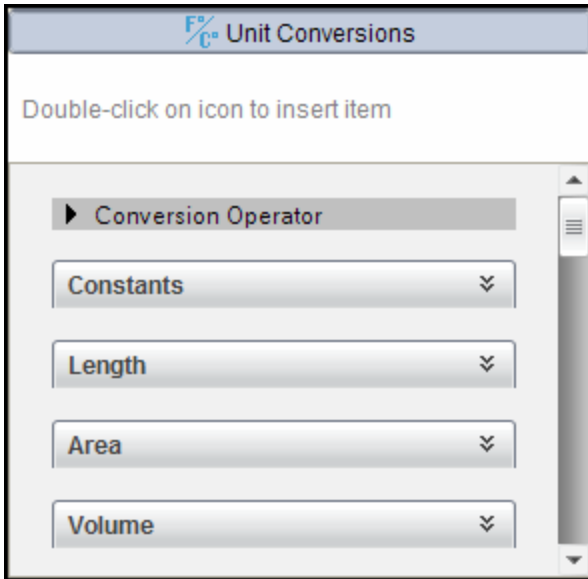 F°/C° Unit Conversions
Double-click on icon to insert item
Conversion Operator
Constants
Length
Area
Volume